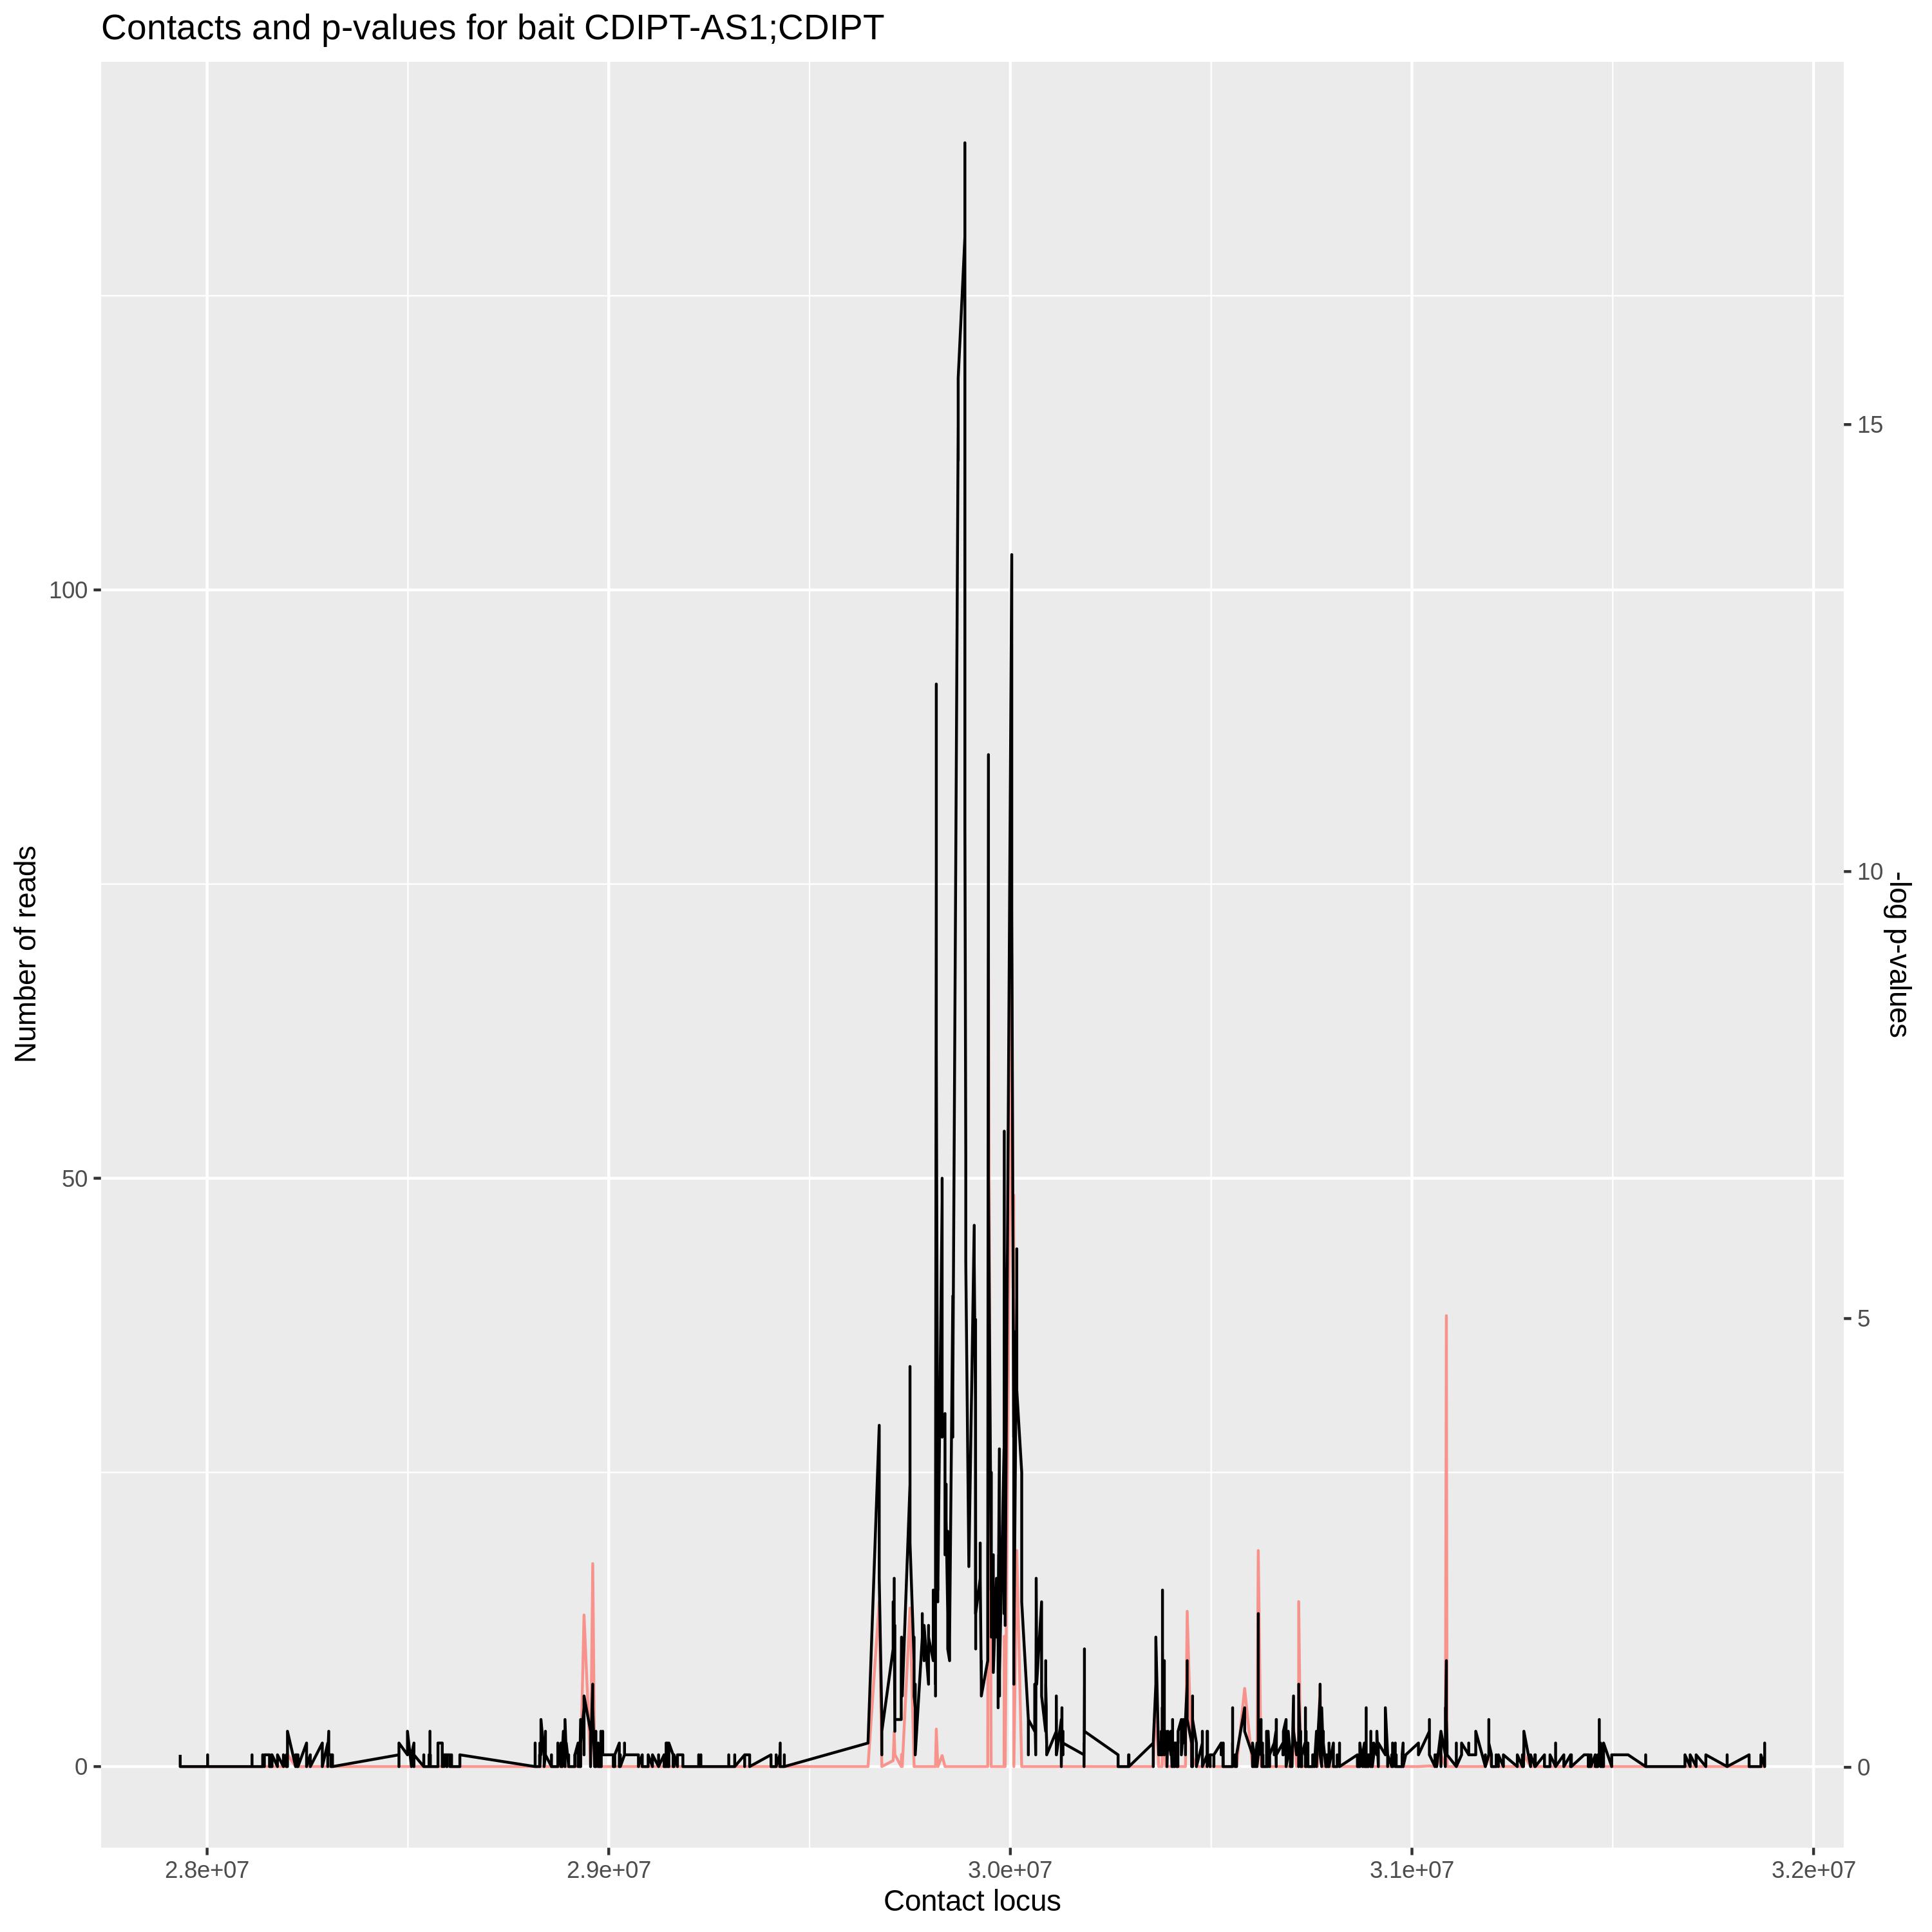 Contacts and p-values for bait CDIPT-AS1;CDIPT
Number of reads
100
50
0
15
10
5
0
-log p-values
2.8e+07 2.9e+07 3.0e+07 3.1e+07 3.2e+07
Contact locus